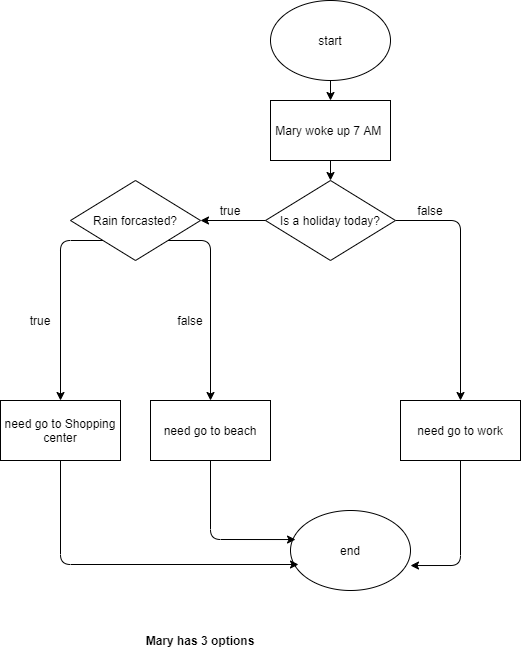 start
Mary woke up 7 AM
Is a holiday today?
true
false
Rain forcasted?
true
false
need go to Shopping
center
need go to beach
need go to work
end
Mary has 3 options